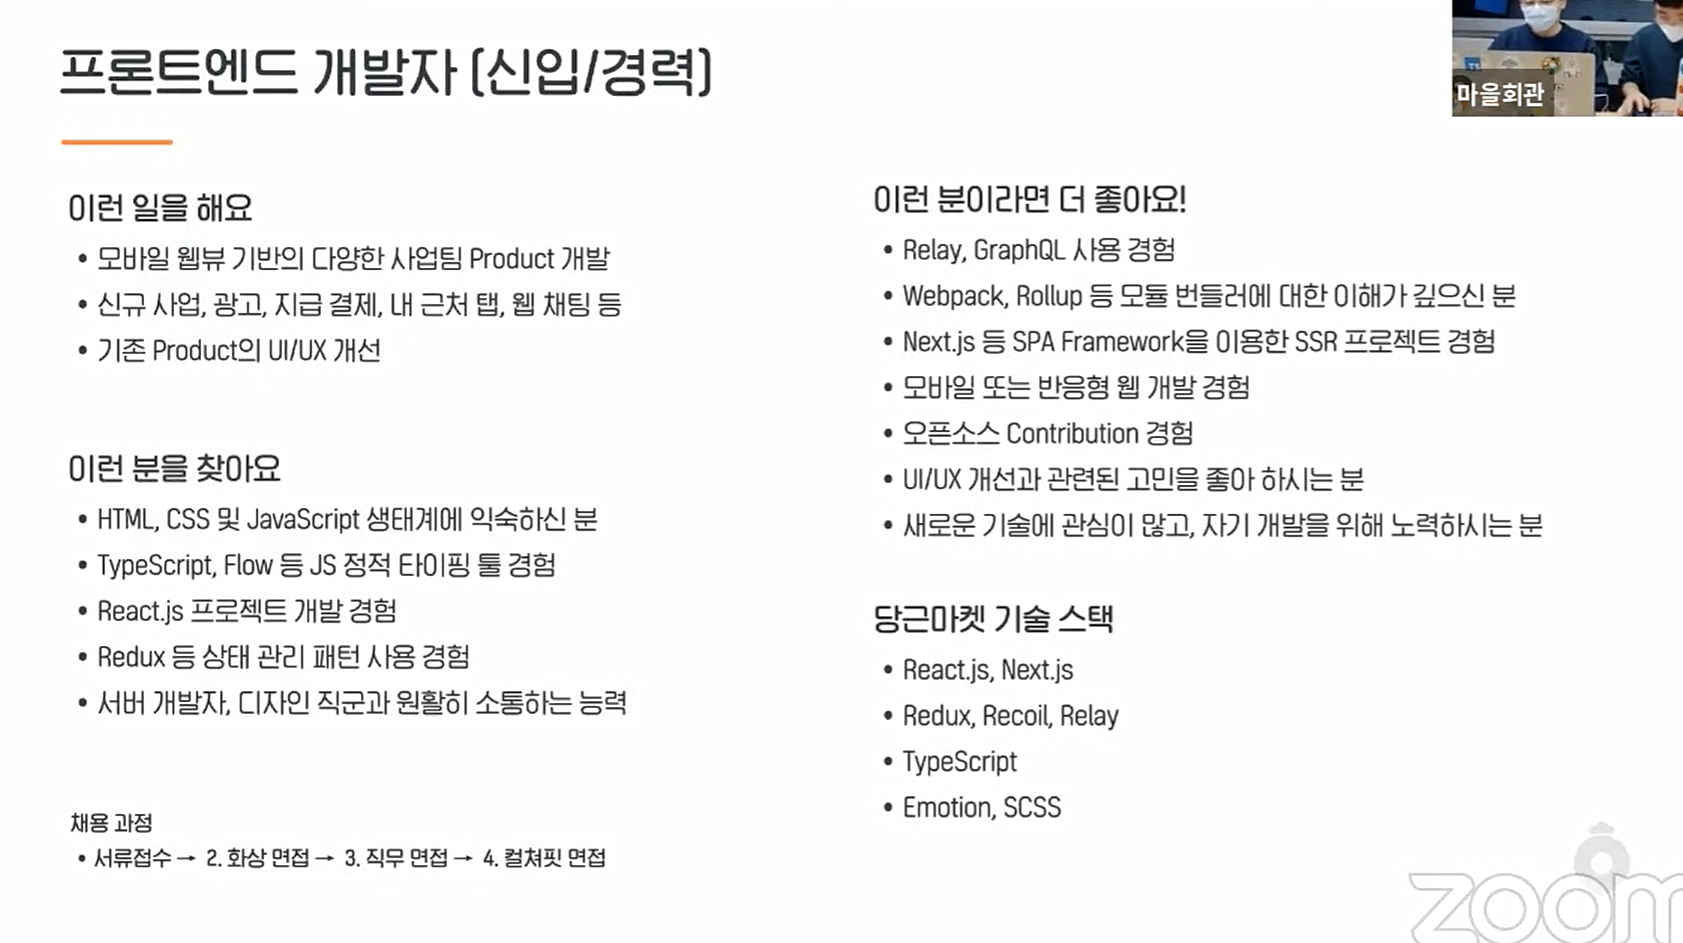 프론트엔드 개발자 (신입/경력)
마을회관
이런 일을 해요
• 모바일 웹뷰 기반의 다양한 사업팀 Product 개발
• 신규 사업, 광고, 지급 결제, 내 근처 탭, 웹 채팅 등
• 기존 Product의 UI/UX 개선
이런 분을 찾아요
• HTML, CSS 및 JavaScript 생태계에 익숙하신 분
• TypeScript, Flow 등 JS 정적 타이핑 툴 경험
• React.js 프로젝트 개발 경험
• Redux 등 상태 관리 패턴 사용 경험
• 서버 개발자, 디자인 직군과 원활히 소통하는 능력
채용 과정
• 서류접수 → 2. 화상 면접 → 3. 직무 면접 → 4. 컬쳐핏 면접
이런 분이라면 더 좋아요!
• Relay, GraphQL 사용 경험
• Webpack, Rollup 등 모듈 번들러에 대한 이해가 깊으신 분
• Next.js 등 SPA Framework을 이용한 SSR 프로젝트 경험
• 모바일 또는 반응형 웹 개발 경험
• 오픈소스 Contribution 경험
• UI/UX 개선과 관련된 고민을 좋아 하시는 분
• 새로운 기술에 관심이 많고, 자기 개발을 위해 노력하시는 분
당근마켓 기술 스택
• React.js, Next.js
• Redux, Recoil, Relay
• TypeScript
• Emotion, SCSS
zoom